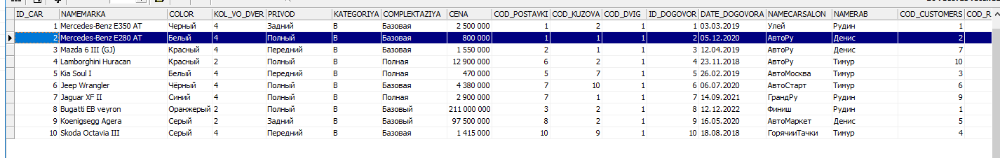 ID_CAR NAMEMARKA COLOR KOL_VO_DVER PRIVOD KATEGORIYA COMPLEKTAZIYA CENA COD_POSTAVKI COD_KUZOVA COD_DVIG ID_DOGOVOR DATE_DOGOVORA NAMECARSALON NAMERAB COD_CUSTOMERS COD_R
1 Mercedes-Benz E350 AT Черный 4 Задний B Базовая 2 500 000 1 2 1 1 03.03.2019 Улей Рудин 1
2 Mercedes-Benz E280 AT Белый 4 Полный B Базовая 800 000 1 1 1 2 05.12.2020 АвтоРу Денис 2
3 Mazda 6 III (GJ) Красный 4 Передний B Базовая 1 550 000 2 1 1 3 12.04.2019 АвтоРу Денис 7
4 Lamborghini Huracan Красный 2 Полный B Полная 12 900 000 6 2 1 4 23.11.2018 АвтоРу Тимур 10
5 Kia Soul I Белый 4 Передний B Базовая 470 000 5 7 1 5 26.02.2019 АвтоМосква Тимур 3
6 Jeep Wrangler Чёрный 4 Полный B Базовая 4 380 000 7 10 1 6 06.07.2020 АвтоСтарт Тимур 6
7 Jaguar XF II Синий 4 Полный B Полная 2 900 000 7 1 1 7 14.09.2021 ГрандРу Рудин 9
8 Bugatti EB veyron Оранжерый 2 Полный B Базовый 211 000 000 3 2 1 8 12.12.2022 Финиш Рудин 1
9 Koenigsegg Agera Серый 2 Задний B Базовый 97 500 000 8 2 1 9 16.05.2020 АвтоМаркет Денис 5
10 Skoda Octavia III Серый 4 Передний B Базовая 1 415 000 10 9 1 10 18.08.2018 ГорячииТачки Тимур 4